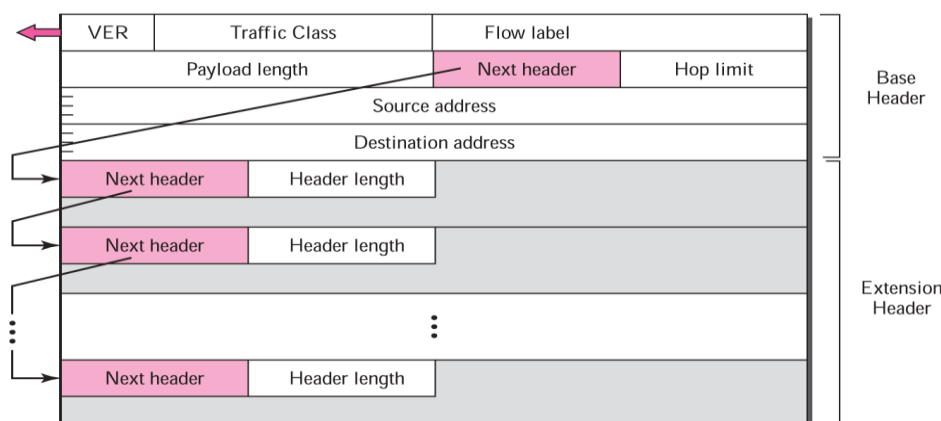 VER Traffic Class Flow label
Payload length Next header Hop limit
Source address
Destination address
Base
Header
Next header Header length
Next header Header length
Extension
Header
Next header Header length